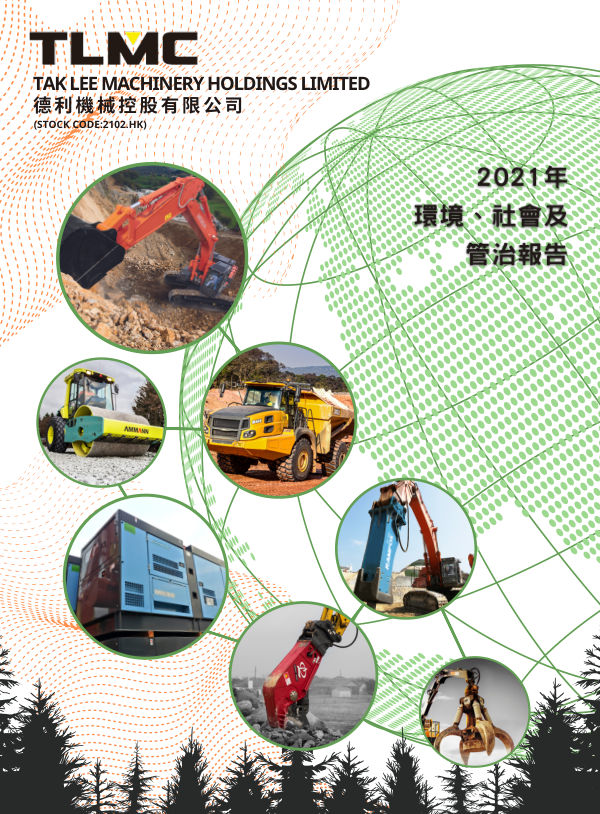 TLMC
TAK LEE MACHINERY HOLDINGS LIMITED
德利機械控股有限公司
(STOCK CODE:2102.HK)
2021年
環境、社會及
管治報告
AMMANN
BELL